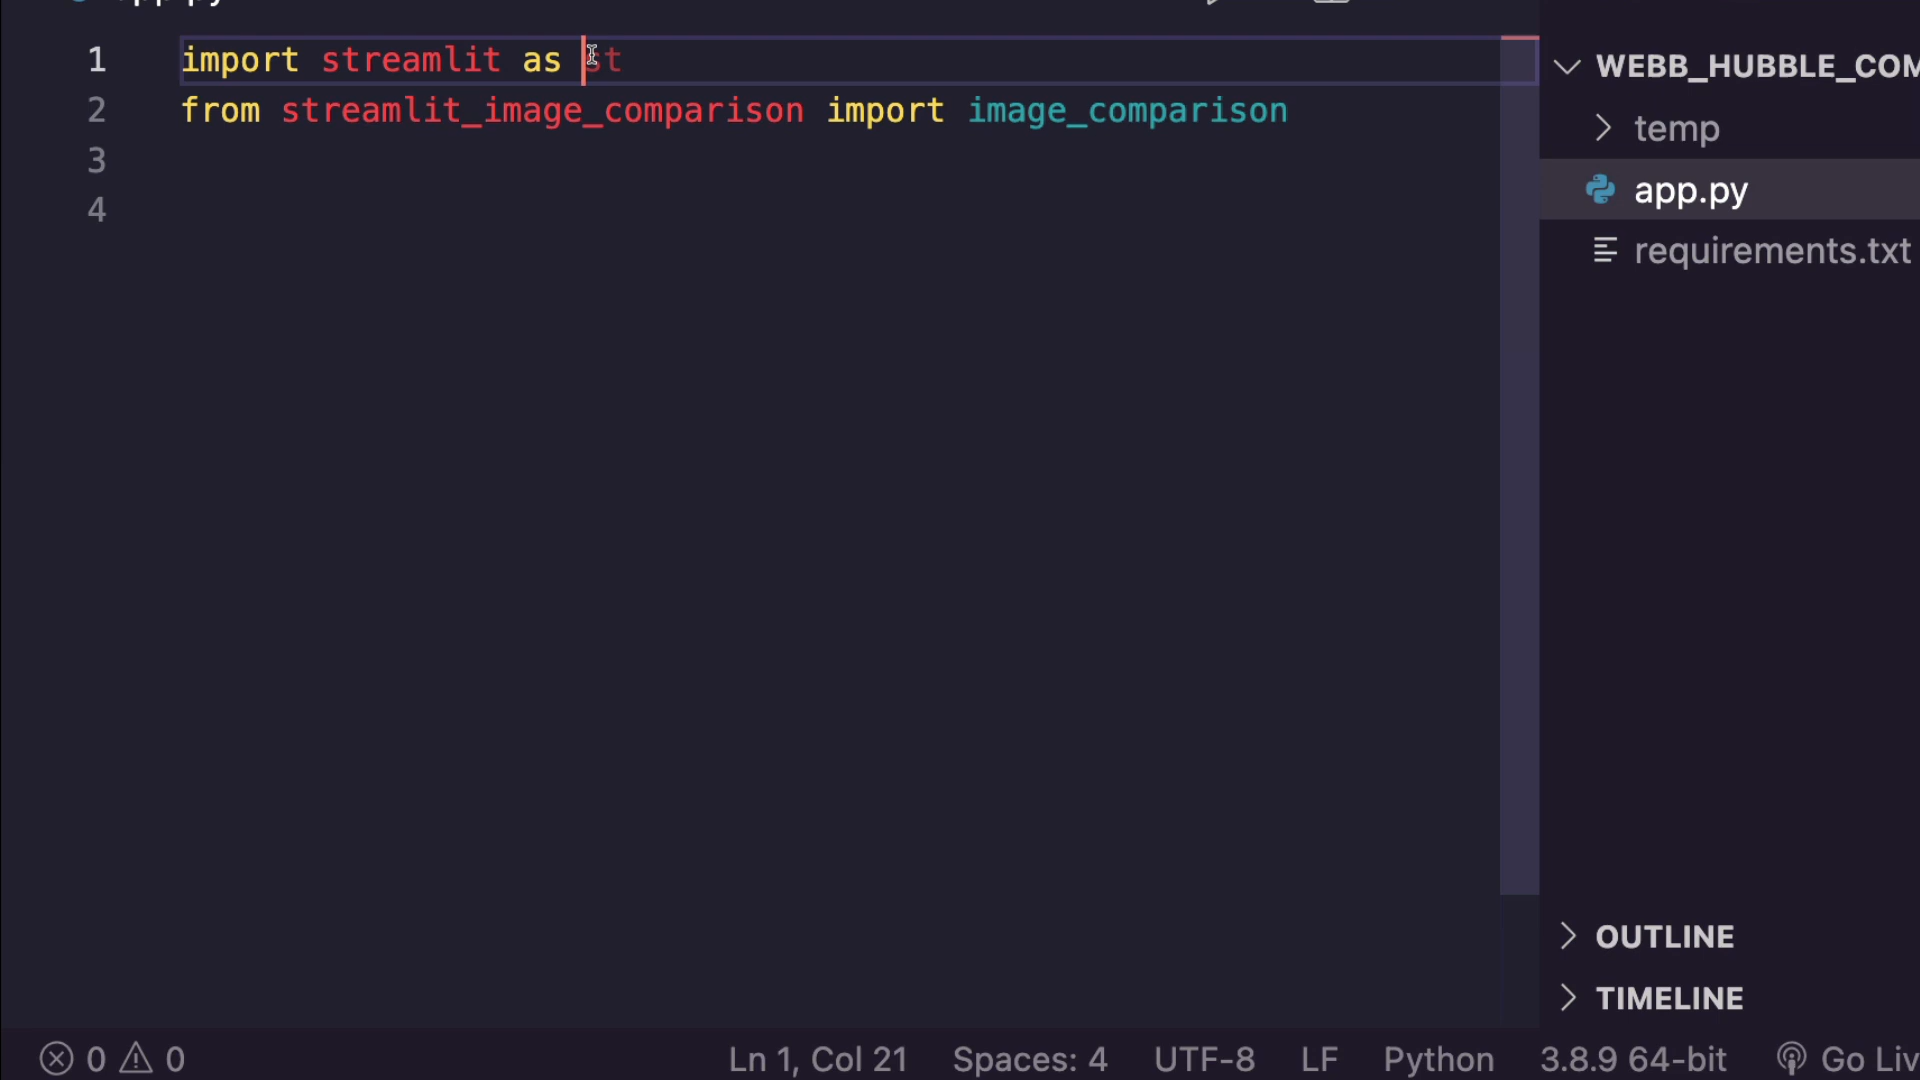 app.py
1 import streamlit as st
2 from streamlit_image_comparison import image_comparison
3
4
WEBB_HUBBLE_COM
temp
app.py
requirements.txt
OUTLINE
TIMELINE
0 0 Ln 1, Col 21 Spaces: 4 UTF-8 LF Python 3.8.9 64-bit Go Liv